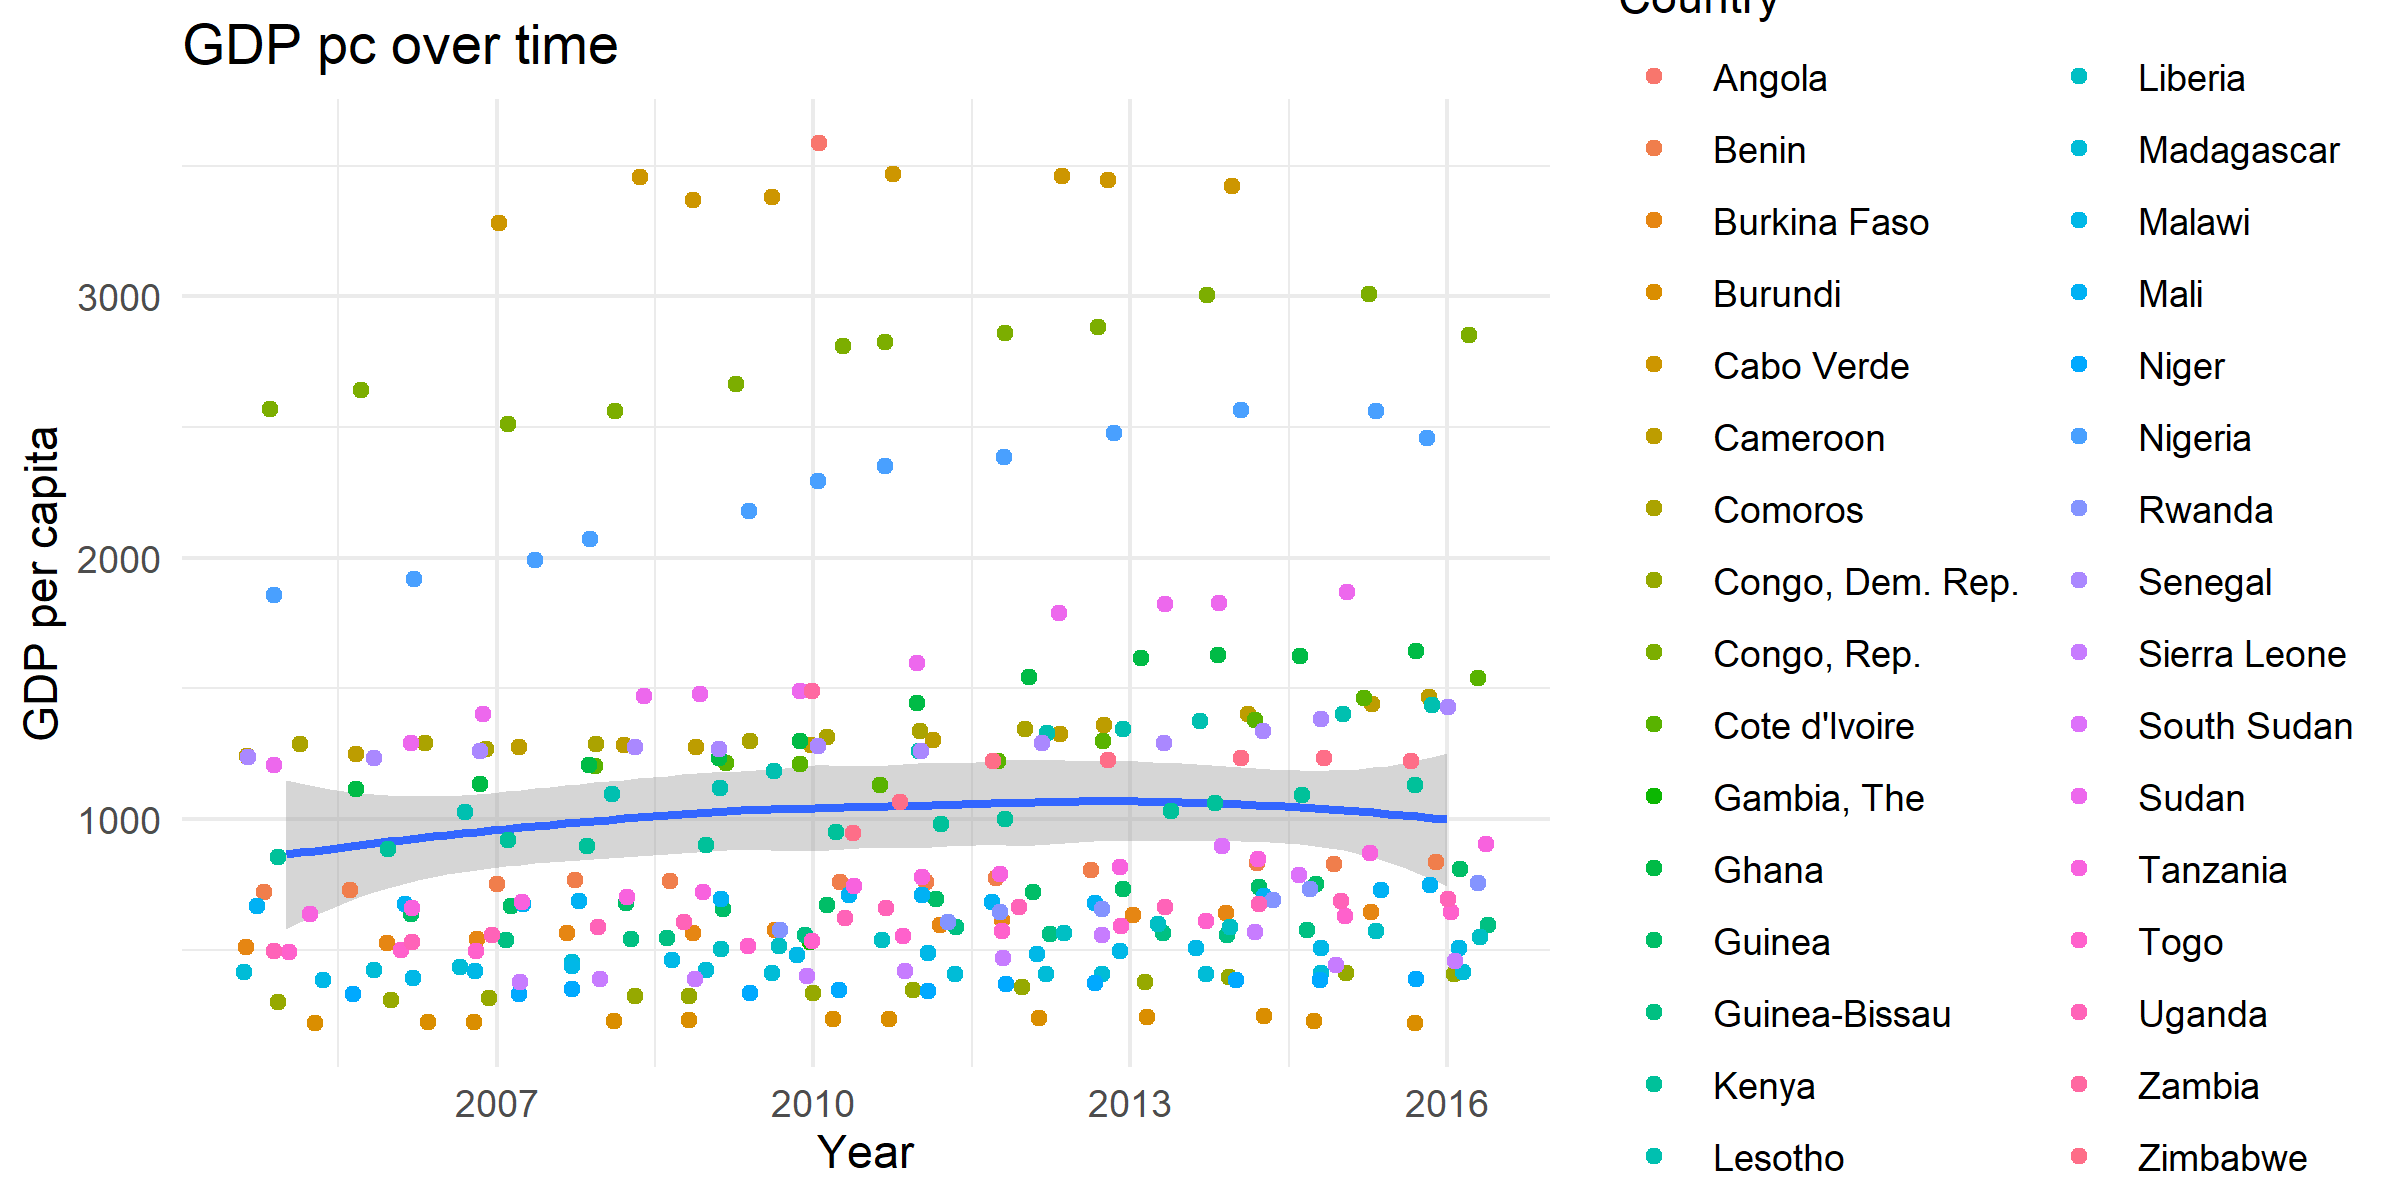 GDP pc over time
GDP per capita
3000
2000
1000
2007
2010
2013
2016
Year
Country
Angola
Benin
Burkina Faso
Burundi
Cabo Verde
Cameroon
Comoros
Congo, Dem. Rep.
Congo, Rep.
Cote d'Ivoire
Gambia, The
Ghana
Guinea
Guinea-Bissau
Kenya
Lesotho
Liberia
Madagascar
Malawi
Mali
Niger
Nigeria
Rwanda
Senegal
Sierra Leone
South Sudan
Sudan
Tanzania
Togo
Uganda
Zambia
Zimbabwe